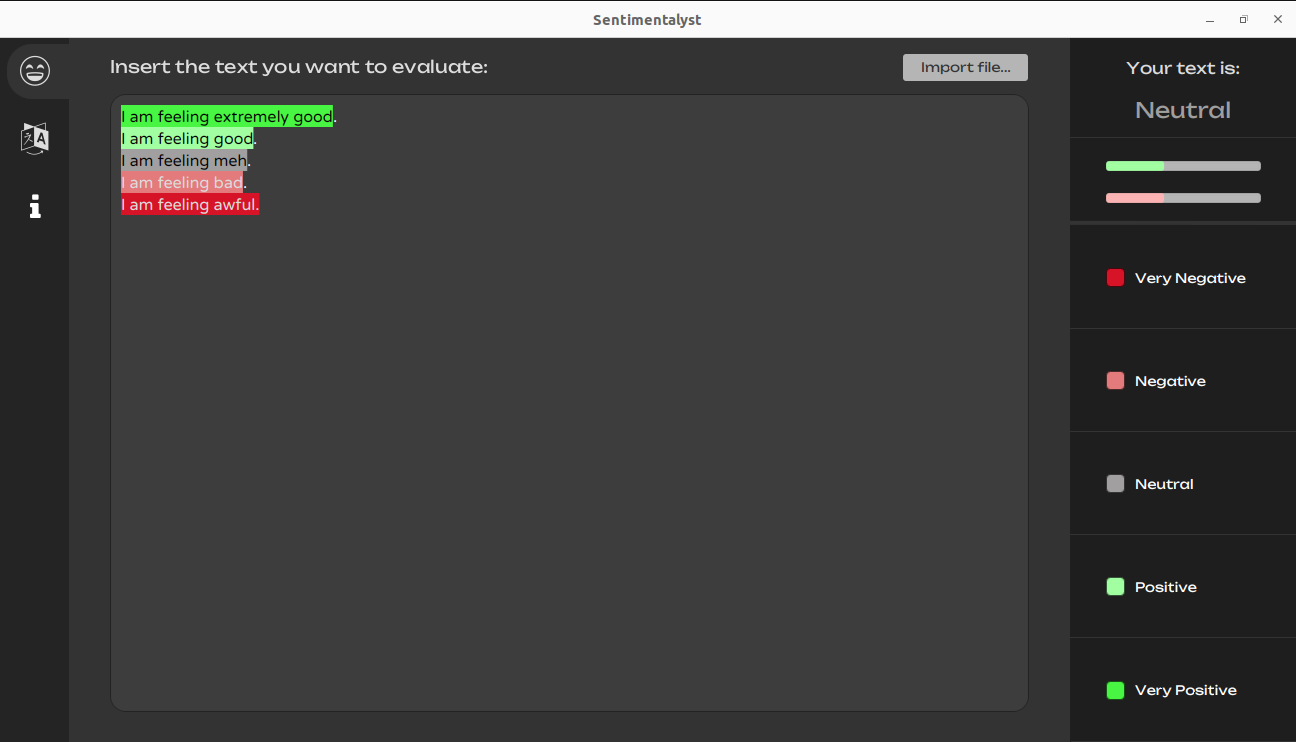 Sentimentalyst
Insert the text you want to evaluate:
Import file...
I am feeling extremely good.
I am feeling good.
I am feeling meh.
I am feeling bad.
I am feeling awful.
Your text is:
Neutral
Very Negative
Negative
Neutral
Positive
Very Positive